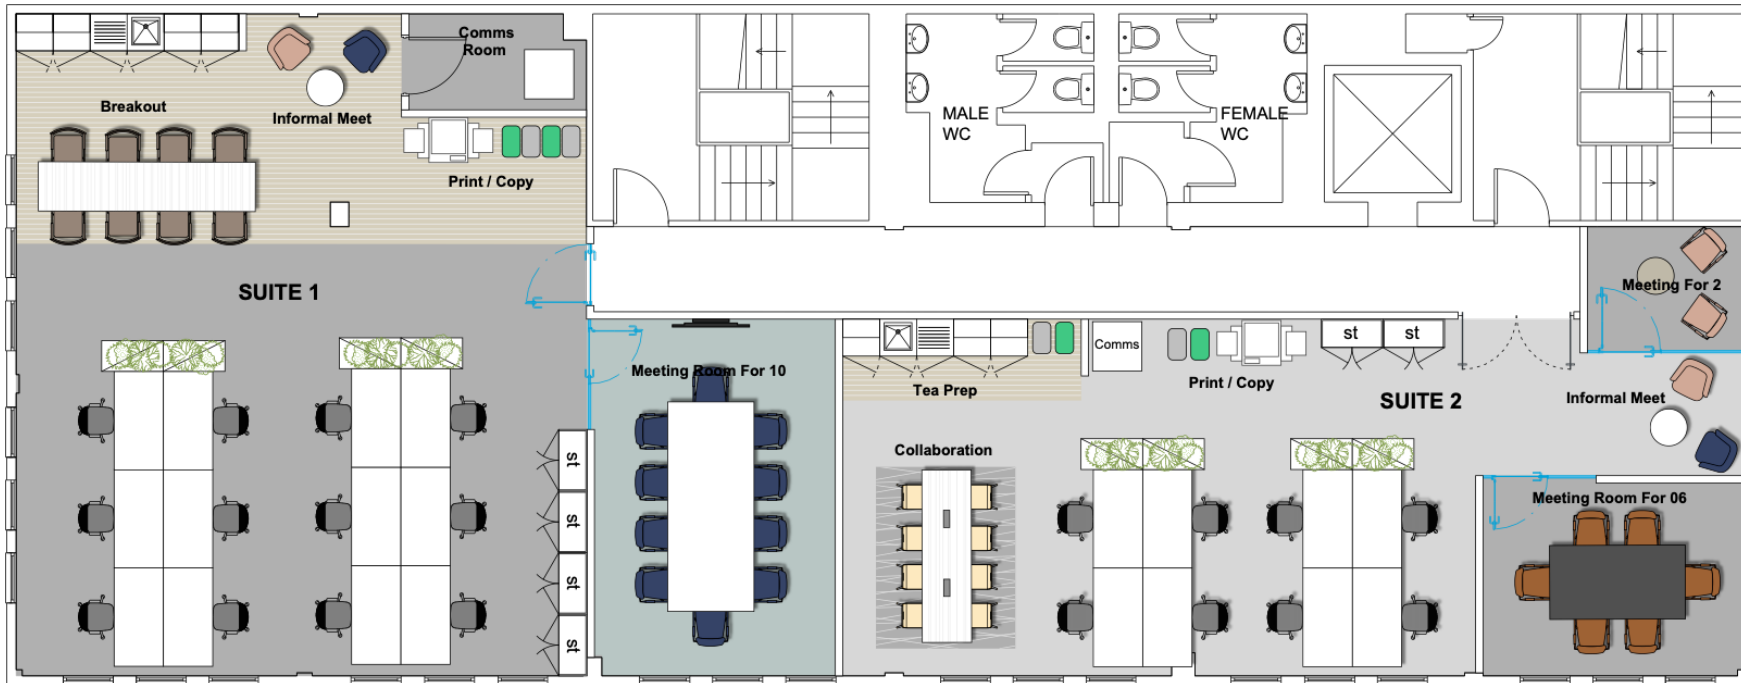 Comms
Room
Breakout
Informal Meet
MALE
WC
FEMALE
WC
Print / Copy
SUITE 1
Meeting For 2
st
st
Comms
Meeting Room For 10
Tea Prep
Print / Copy
SUITE 2
Informal Meet
Collaboration
st
st
st
st
Meeting Room For 06